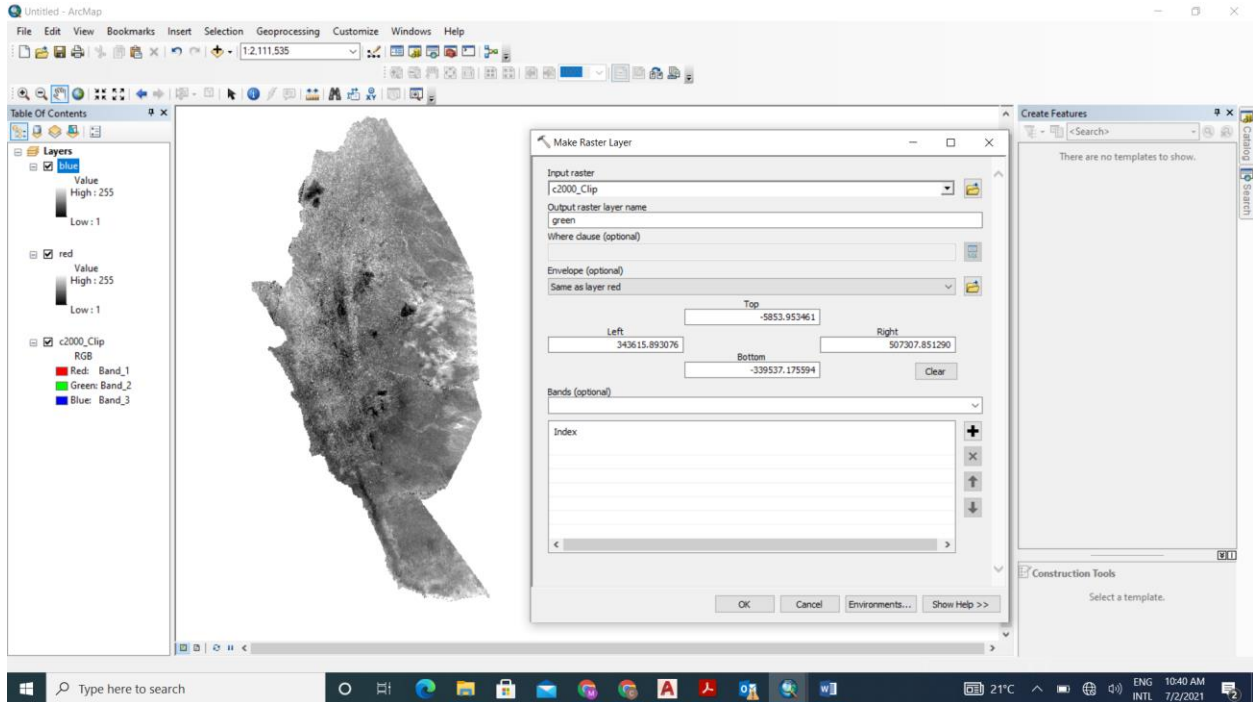 Untitled - ArcMap
File Edit View Bookmarks Insert Selection Geoprocessing Customize Windows Help
1:2,111,535
Table Of Contents
Layers
blue
Value
High : 255
Low : 1
red
Value
High : 255
Low : 1
c2000_Clip
RGB
Red: Band_1
Green: Band_2
Blue: Band_3
Make Raster Layer
Input raster
c2000_Clip
Output raster layer name
green
Where clause (optional)
Envelope (optional)
Same as layer red
Top
-5853.953461
Left
Right
343615.893076
507307.851290
Bottom
-339537.175594
Clear
Bands (optional)
Index
OK Cancel Environments... Show Help >>
Create Features
<Search>
There are no templates to show.
Construction Tools
Select a template.
Catalog
Search
Type here to search
21°C
ENG
INTL
10:40 AM
7/2/2021
2